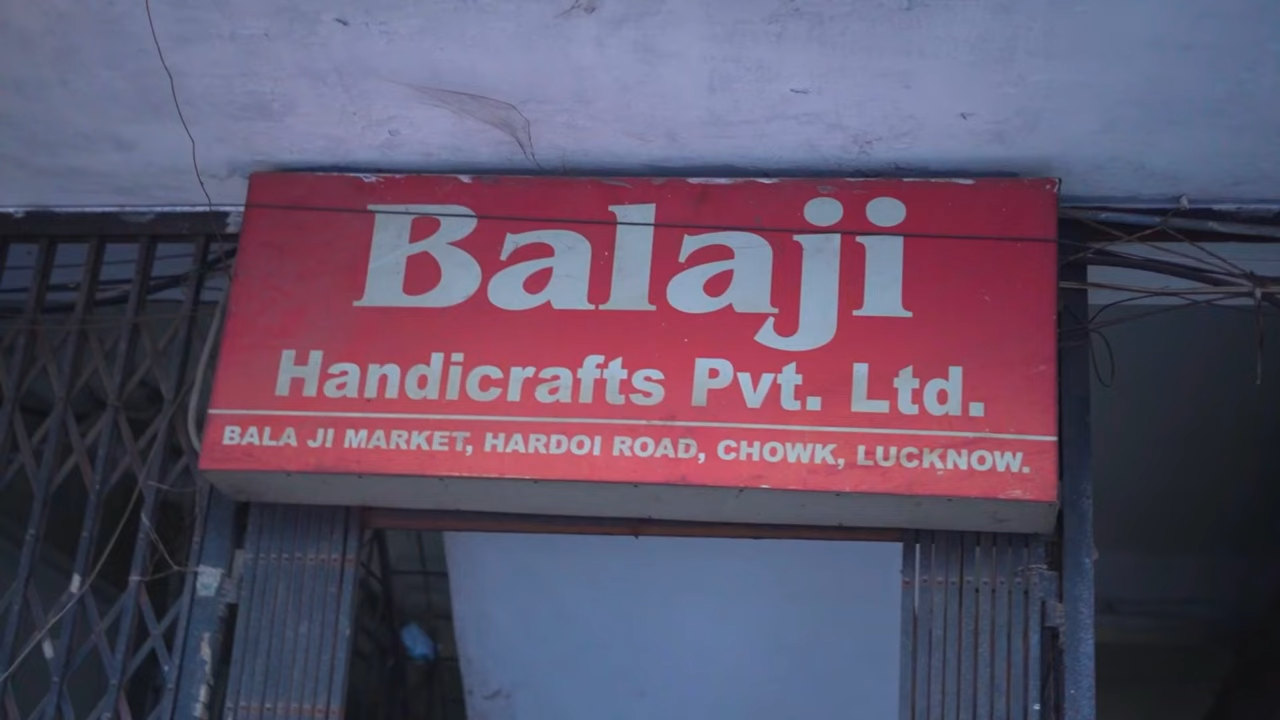 Balaji
Handicrafts Pvt. Ltd.
BALA JI MARKET, HARDOI ROAD, CHOWK, LUCKNOW.